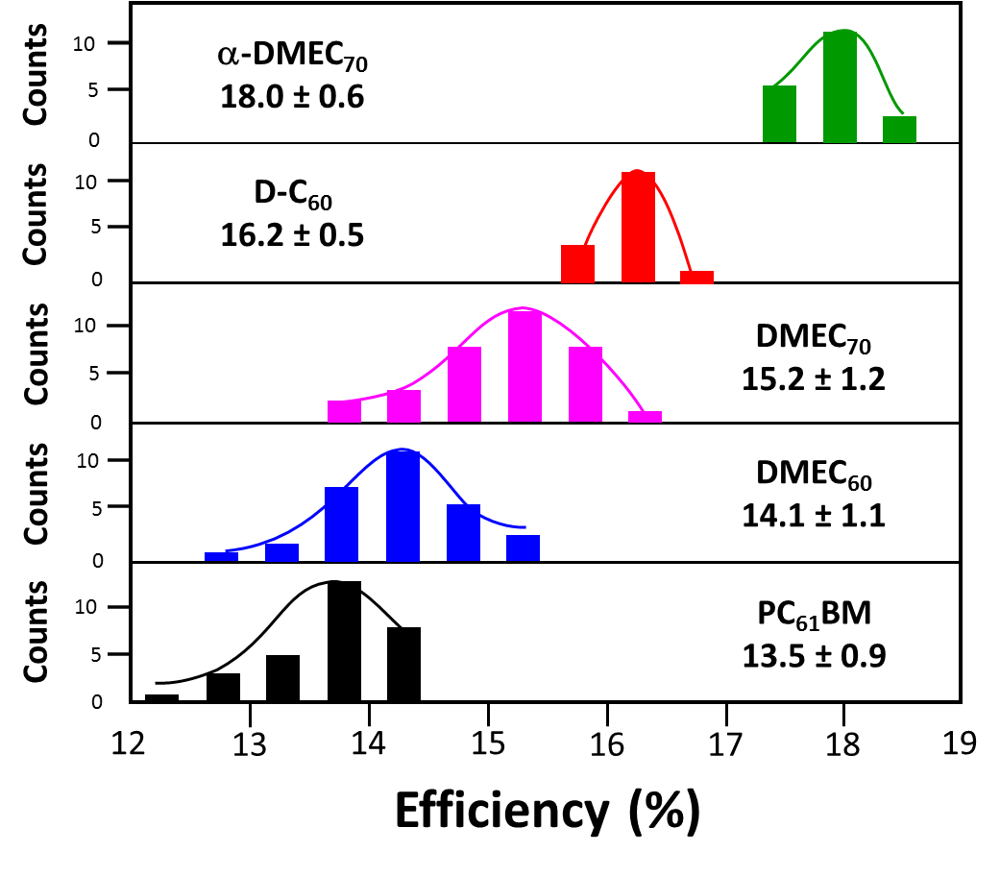 Counts
10
5
0
α-DMEC₇₀
18.0 ± 0.6
Counts
10
5
0
D-C₆₀
16.2 ± 0.5
Counts
10
5
0
DMEC₇₀
15.2 ± 1.2
Counts
10
5
0
DMEC₆₀
14.1 ± 1.1
Counts
10
5
0
PC₆₁BM
13.5 ± 0.9
12 13 14 15 16 17 18 19
Efficiency (%)